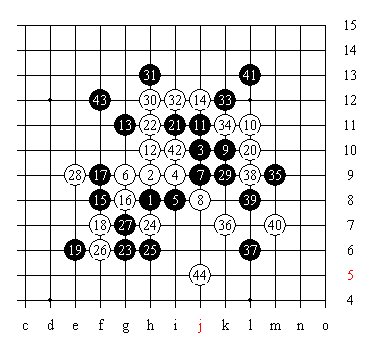 15
14
31 41 13
43 30 32 14 33 12
13 22 21 11 34 10 11
12 42 3 9 20 10
28 17 6 2 4 7 29 38 35 9
15 16 1 5 8 39 8
18 27 24 36 40 7
19 26 23 25 37 6
44 5
4
c d e f g h i j k l m n o